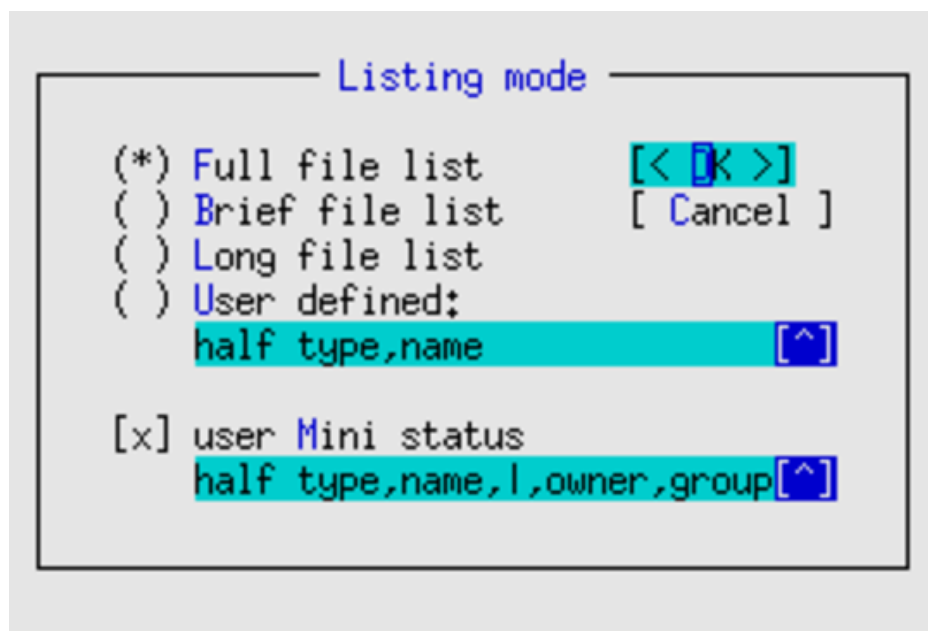 Listing mode
(*) Full file list [< OK >]
( ) Brief file list [ Cancel ]
( ) Long file list
( ) User defined:
half type,name [^]
[x] user Mini status
half type,name,|,owner,group[^]